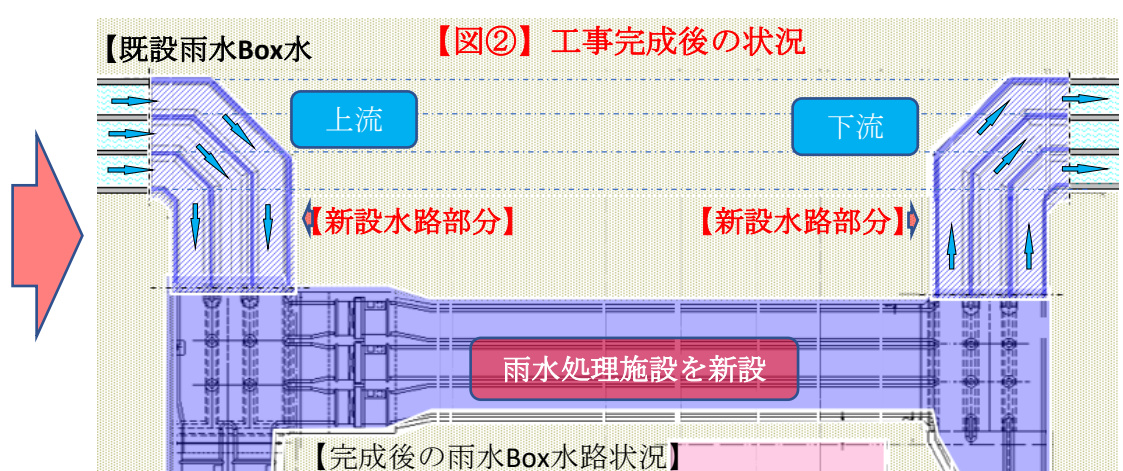 【既設雨水Box水
【図②】工事完成後の状況
上流
下流
【新設水路部分】
【新設水路部分】
雨水処理施設を新設
【完成後の雨水Box水路状況】